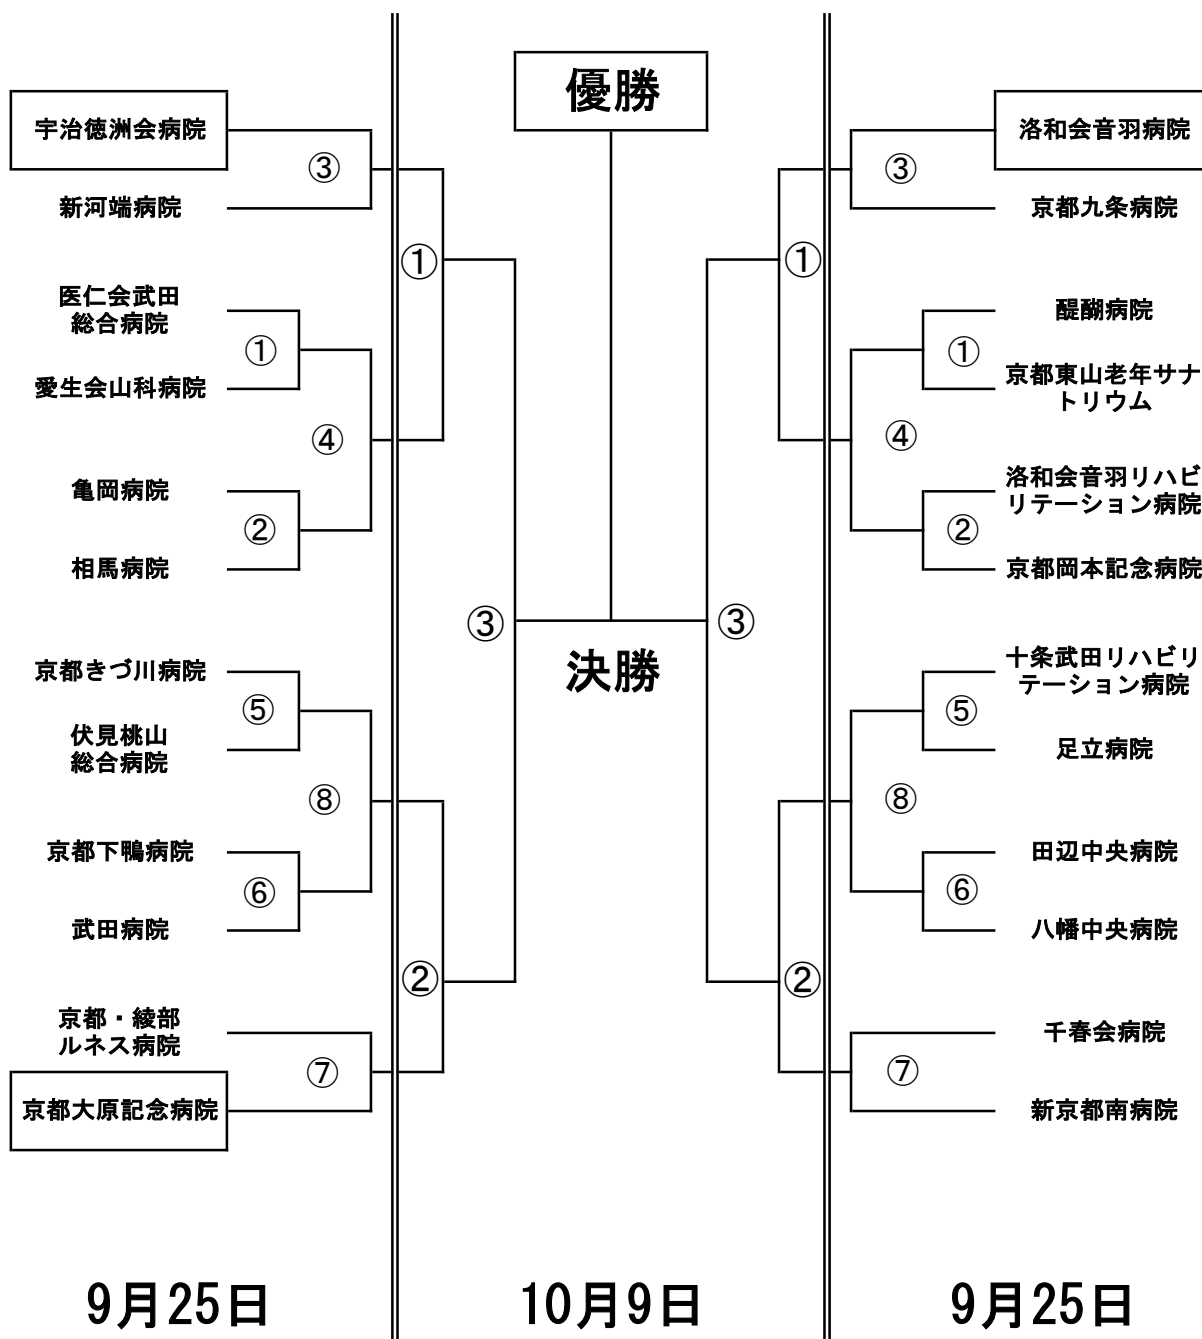 優勝
宇治徳洲会病院
③
新河端病院
医仁会武田
総合病院
①
愛生会山科病院
④
亀岡病院
②
相馬病院
京都きづ川病院
⑤
伏見桃山
総合病院
⑧
京都下鴨病院
⑥
武田病院
京都・綾部
ルネス病院
⑦
京都大原記念病院
①
③
②
決勝
①
③
②
洛和会音羽病院
③
京都九条病院
醍醐病院
①
京都東山老年サナ
トリウム
④
洛和会音羽リハビ
リテーション病院
②
京都岡本記念病院
十条武田リハビリ
テーション病院
⑤
足立病院
⑧
田辺中央病院
⑥
八幡中央病院
千春会病院
⑦
新京都南病院
9月25日
10月9日
9月25日